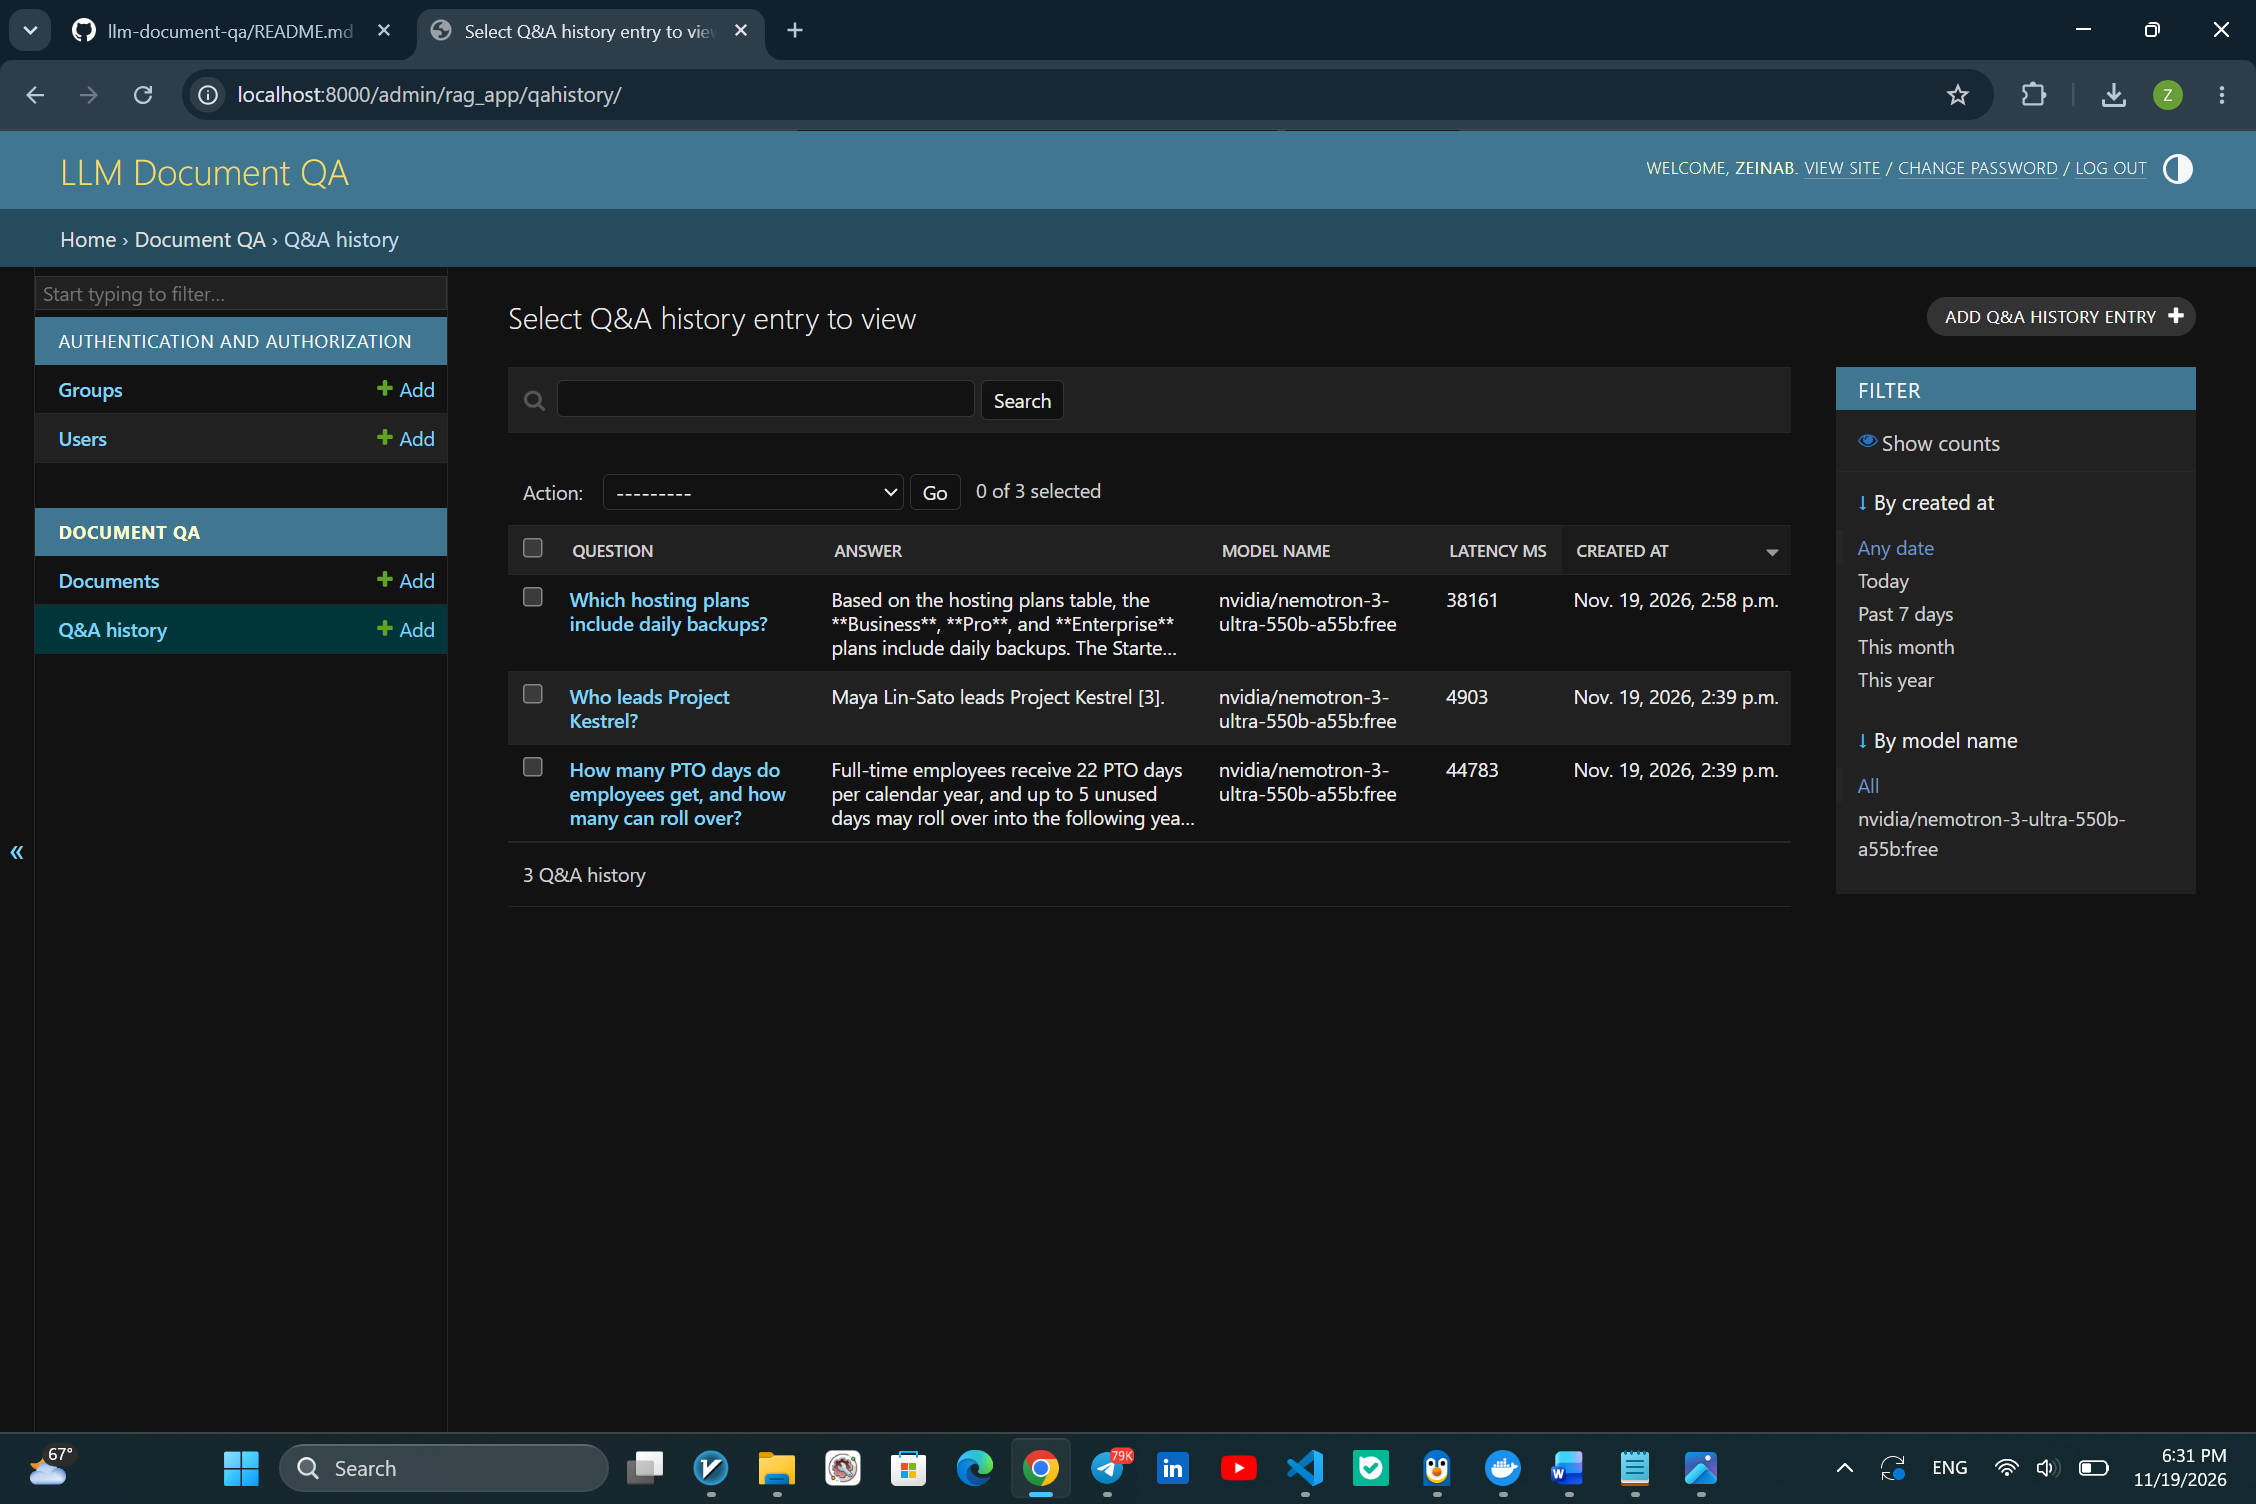 llm-document-qa/README.md
Select Q&A history entry to view
localhost:8000/admin/rag_app/qahistory/
Z
LLM Document QA
WELCOME, ZEINAB. VIEW SITE / CHANGE PASSWORD / LOG OUT
Home › Document QA › Q&A history
Start typing to filter...
AUTHENTICATION AND AUTHORIZATION
Groups
Add
Users
Add
DOCUMENT QA
Documents
Add
Q&A history
Add
«
Select Q&A history entry to view
ADD Q&A HISTORY ENTRY
Search
Action:
---------
Go
0 of 3 selected
QUESTION ANSWER MODEL NAME LATENCY MS CREATED AT
Which hosting plans
include daily backups?
Based on the hosting plans table, the
**Business**, **Pro**, and **Enterprise**
plans include daily backups. The Starte...
nvidia/nemotron-3-
ultra-550b-a55b:free
38161
Nov. 19, 2026, 2:58 p.m.
Who leads Project
Kestrel?
Maya Lin-Sato leads Project Kestrel [3].
nvidia/nemotron-3-
ultra-550b-a55b:free
4903
Nov. 19, 2026, 2:39 p.m.
How many PTO days do
employees get, and how
many can roll over?
Full-time employees receive 22 PTO days
per calendar year, and up to 5 unused
days may roll over into the following yea...
nvidia/nemotron-3-
ultra-550b-a55b:free
44783
Nov. 19, 2026, 2:39 p.m.
3 Q&A history
FILTER
Show counts
↓ By created at
Any date
Today
Past 7 days
This month
This year
↓ By model name
All
nvidia/nemotron-3-ultra-550b-
a55b:free
67°
Search
79K
in
W
ENG
6:31 PM
11/19/2026